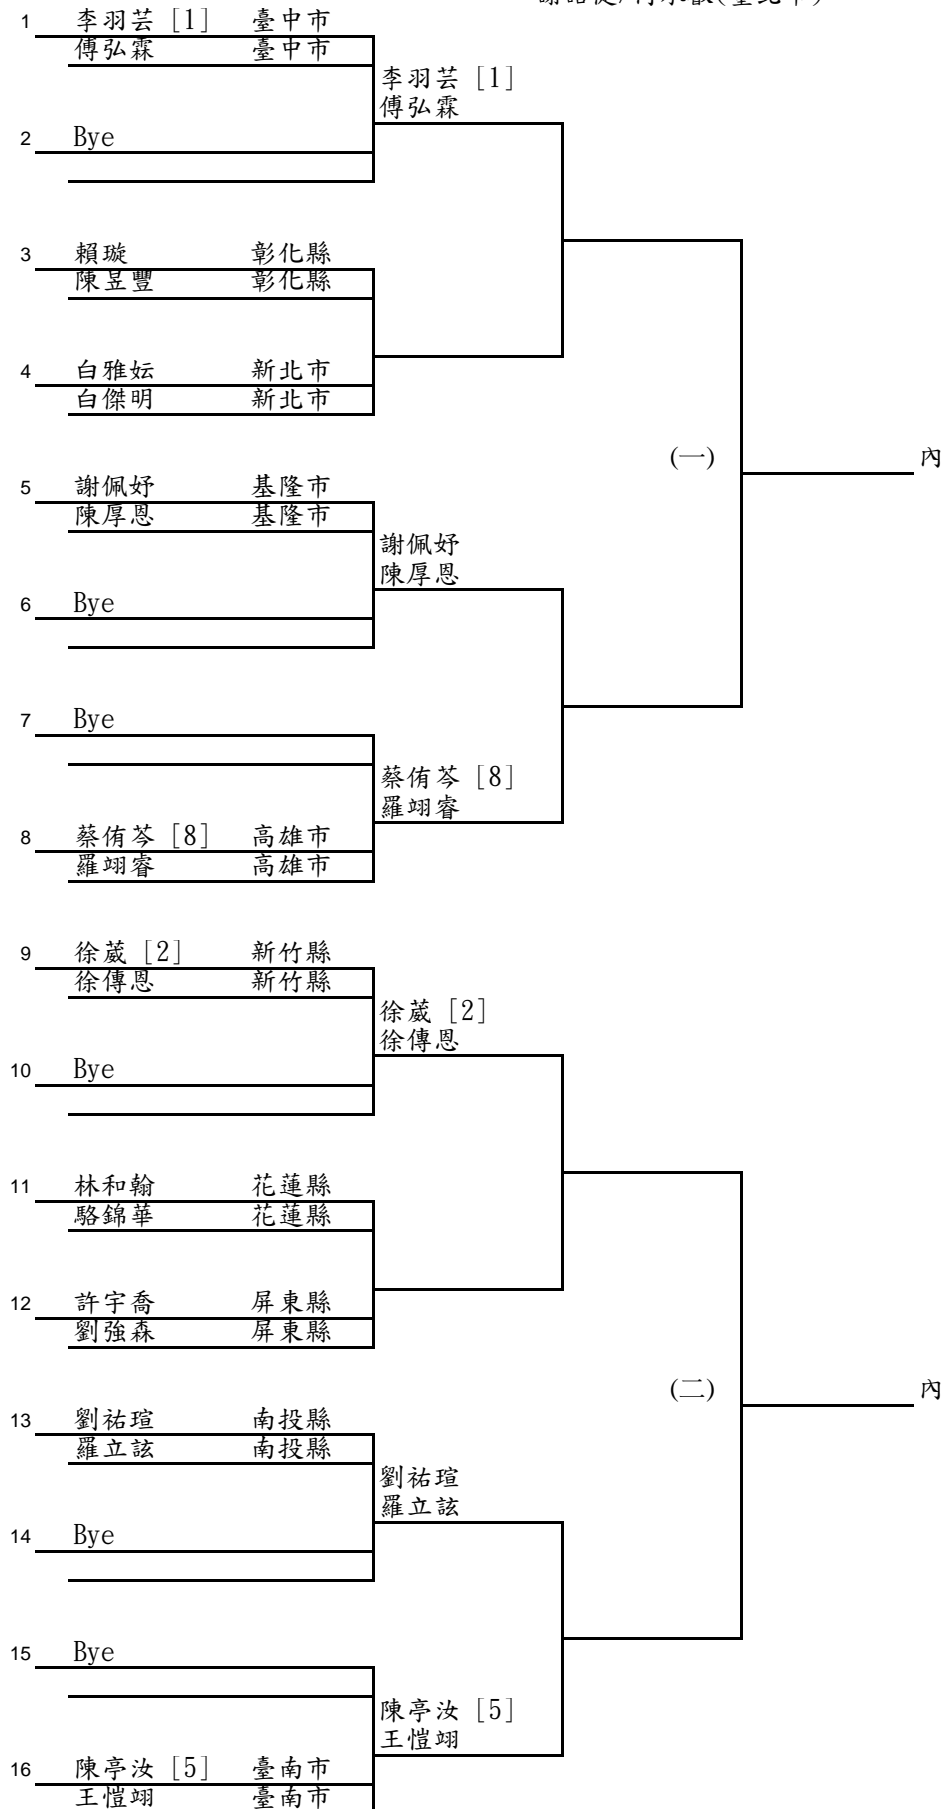 1 李羽芸 [1] 臺中市
傅弘霖 臺中市
李羽芸 [1]
傅弘霖
2 Bye
3 賴璇 彰化縣
陳昱豐 彰化縣
4 白雅妘 新北市
白傑明 新北市
(一) 內
5 謝佩妤 基隆市
陳厚恩 基隆市
謝佩妤
陳厚恩
6 Bye
7 Bye
蔡侑芩 [8]
羅翊睿
8 蔡侑芩 [8] 高雄市
羅翊睿 高雄市
9 徐葳 [2] 新竹縣
徐傳恩 新竹縣
徐葳 [2]
徐傳恩
10 Bye
11 林和翰 花蓮縣
駱錦華 花蓮縣
12 許宇喬 屏東縣
劉強森 屏東縣
(二) 內
13 劉祐瑄 南投縣
羅立諺 南投縣
劉祐瑄
羅立諺
14 Bye
15 Bye
陳亭汝 [5]
王愷翊
16 陳亭汝 [5] 臺南市
王愷翊 臺南市